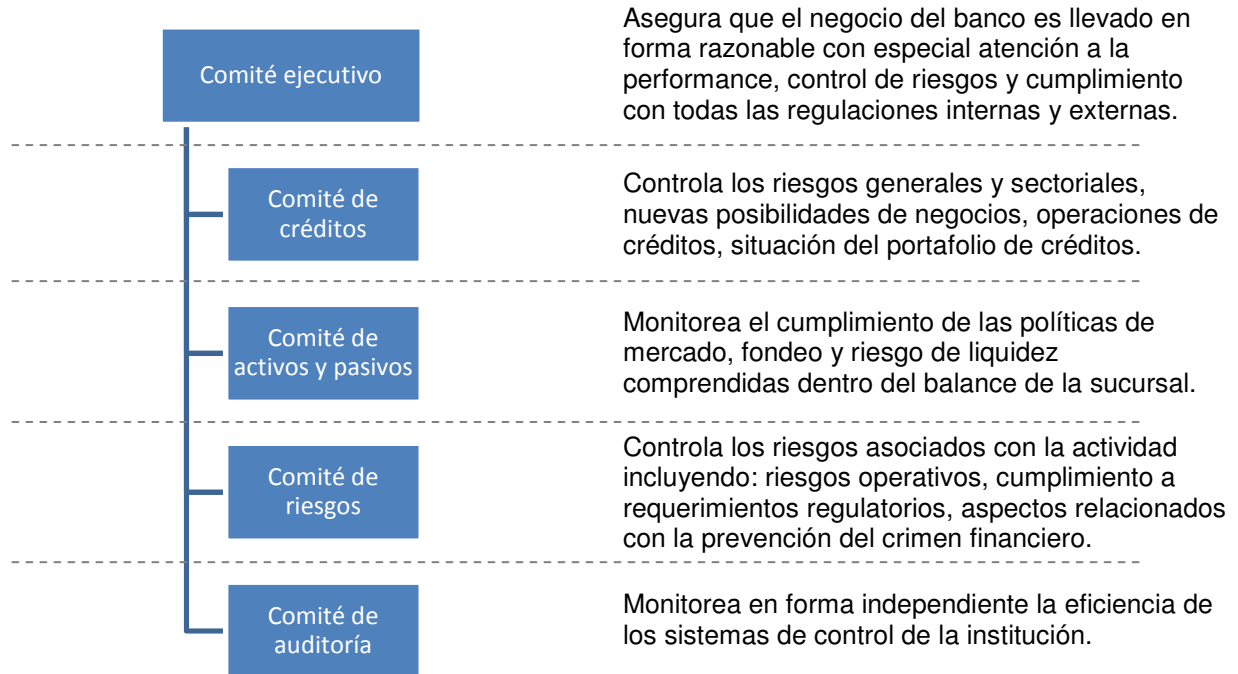 Comité ejecutivo
Asegura que el negocio del banco es llevado en
forma razonable con especial atención a la
performance, control de riesgos y cumplimiento
con todas las regulaciones internas y externas.
Comité de
créditos
Controla los riesgos generales y sectoriales,
nuevas posibilidades de negocios, operaciones de
créditos, situación del portafolio de créditos.
Comité de
activos y pasivos
Monitorea el cumplimiento de las políticas de
mercado, fondeo y riesgo de liquidez
comprendidas dentro del balance de la sucursal.
Comité de
riesgos
Controla los riesgos asociados con la actividad
incluyendo: riesgos operativos, cumplimiento a
requerimientos regulatorios, aspectos relacionados
con la prevención del crimen financiero.
Comité de
auditoría
Monitorea en forma independiente la eficiencia de
los sistemas de control de la institución.